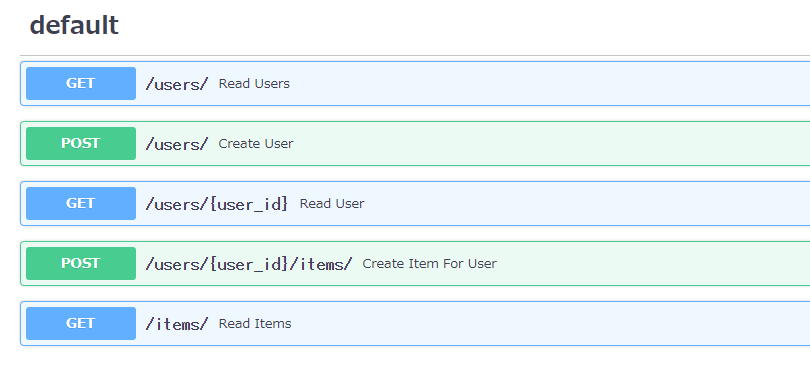 default
GET /users/ Read Users
POST /users/ Create User
GET /users/{user_id} Read User
POST /users/{user_id}/items/ Create Item For User
GET /items/ Read Items